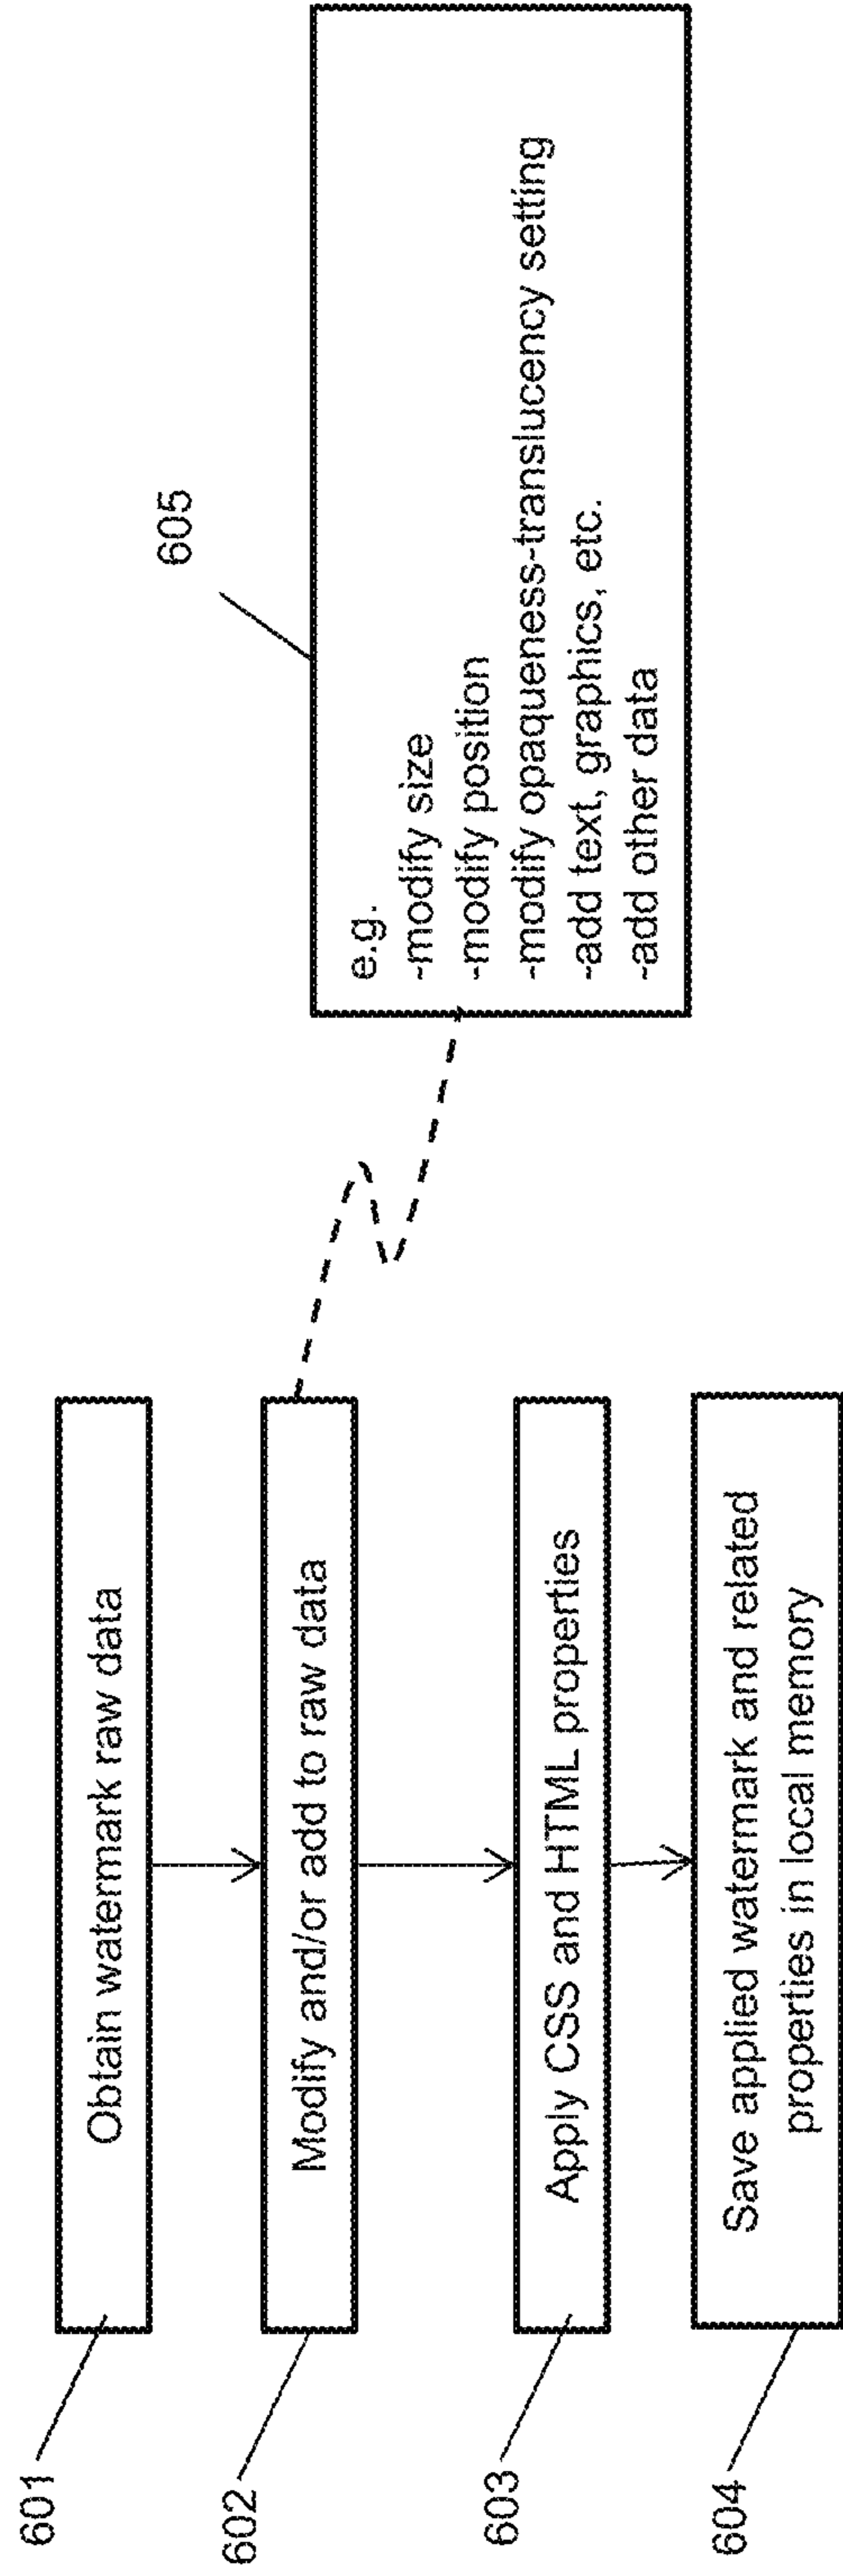 601
Obtain watermark raw data
602
Modify and/or add to raw data
603
Apply CSS and HTML properties
604
Save applied watermark and related
properties in local memory
605
e.g.
-modify size
-modify position
-modify opaqueness-translucency setting
-add text, graphics, etc.
-add other data